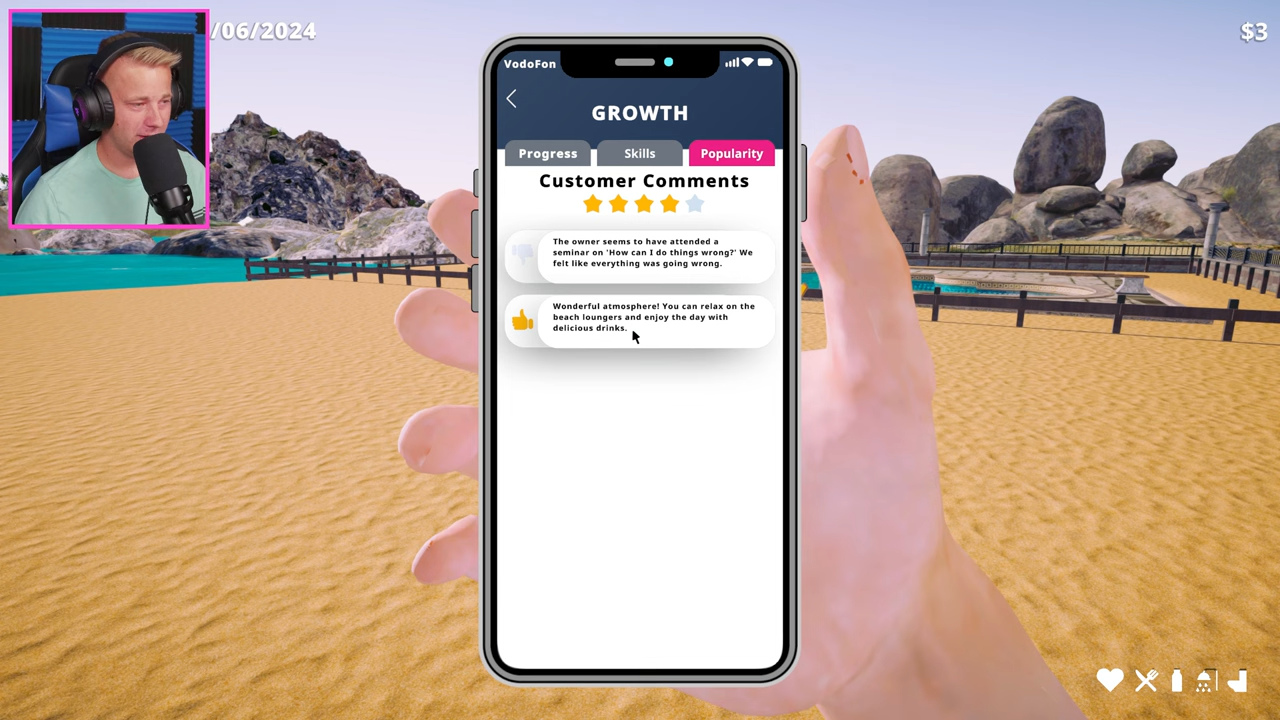 /06/2024
$3
VodoFon
GROWTH
Progress
Skills
Popularity
Customer Comments
The owner seems to have attended a
seminar on 'How can I do things wrong?' We
felt like everything was going wrong.
Wonderful atmosphere! You can relax on the
beach loungers and enjoy the day with
delicious drinks.